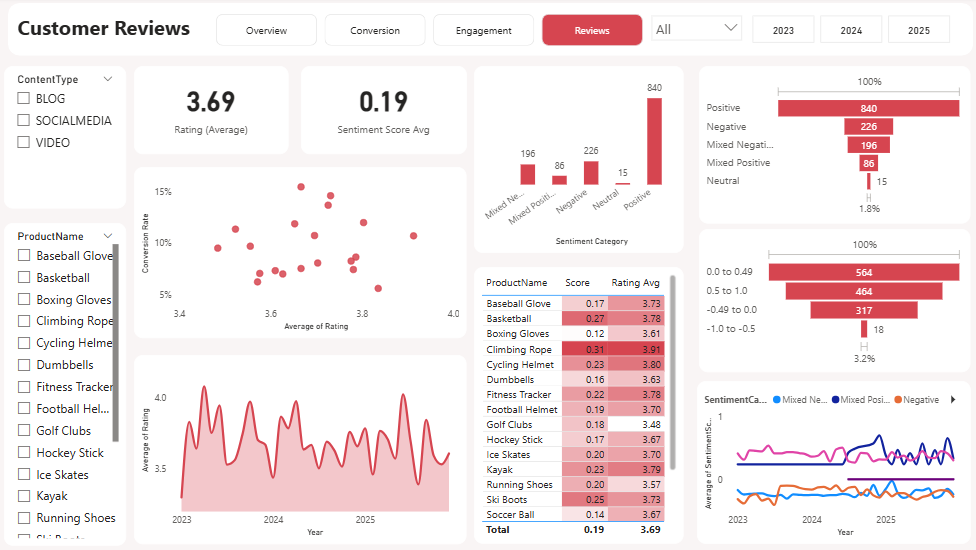 Customer Reviews
Overview
Conversion
Engagement
Reviews
All
2023
2024
2025
ContentType
BLOG
SOCIALMEDIA
VIDEO
3.69
Rating (Average)
0.19
Sentiment Score Avg
840
196
86
226
15
Mixed Ne...
Mixed Positi...
Negative
Neutral
Positive
Sentiment Category
100%
Positive
840
Negative
226
Mixed Negati...
196
Mixed Positive
86
Neutral
15
1.8%
Conversion Rate
15%
10%
5%
3.4
3.6
3.8
4.0
Average of Rating
ProductName
Baseball Glove
Basketball
Boxing Gloves
Climbing Rope
Cycling Helme
Dumbbells
Fitness Tracker
Football Hel...
Golf Clubs
Hockey Stick
Ice Skates
Kayak
Running Shoes
Ski Boots
100%
0.0 to 0.49
564
0.5 to 1.0
464
-0.49 to 0.0
317
-1.0 to -0.5
18
3.2%
ProductName Score Rating Avg
Baseball Glove 0.17 3.73
Basketball 0.27 3.78
Boxing Gloves 0.12 3.61
Climbing Rope 0.31 3.91
Cycling Helmet 0.23 3.80
Dumbbells 0.16 3.63
Fitness Tracker 0.22 3.78
Football Helmet 0.19 3.70
Golf Clubs 0.18 3.48
Hockey Stick 0.17 3.67
Ice Skates 0.20 3.70
Kayak 0.23 3.79
Running Shoes 0.20 3.57
Ski Boots 0.25 3.73
Soccer Ball 0.14 3.67
Total 0.19 3.69
Average of Rating
4.0
3.5
2023
2024
2025
Year
SentimentCa...
Mixed Ne...
Mixed Posi...
Negative
Average of SentimentSc...
1
0
2023
2024
2025
Year